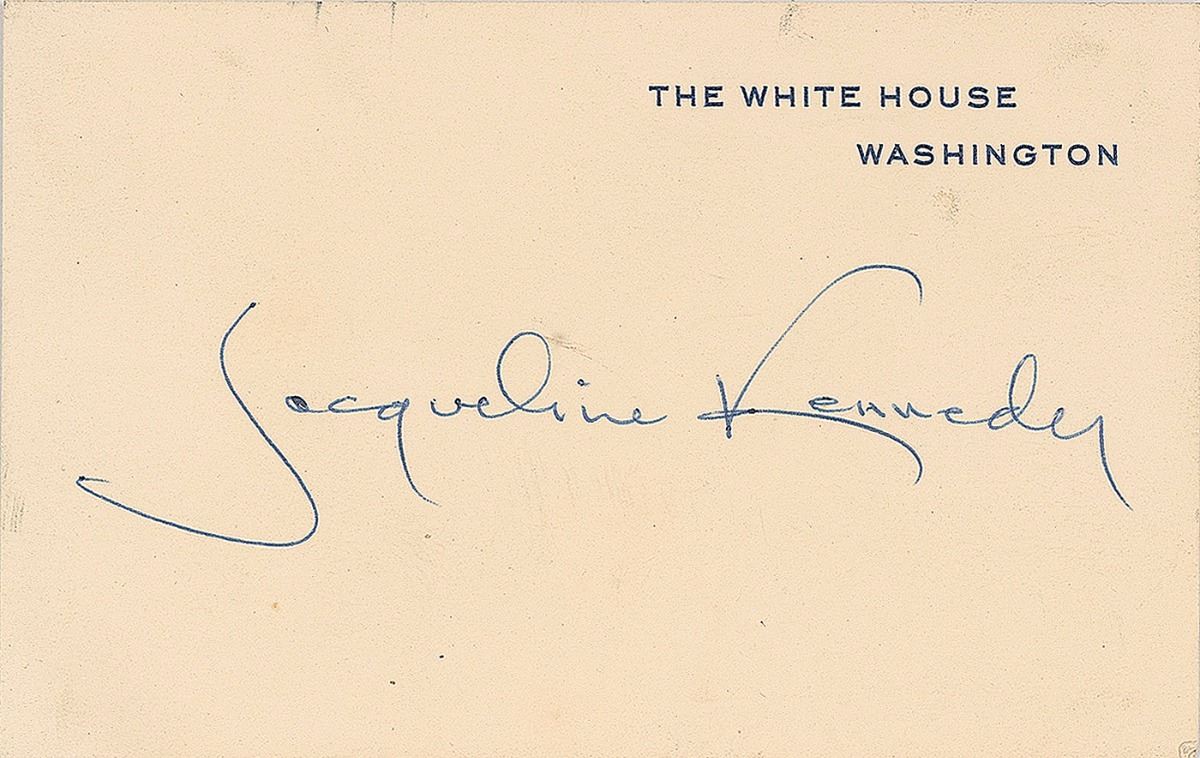 THE WHITE HOUSE
WASHINGTON
Jacqueline Kennedy